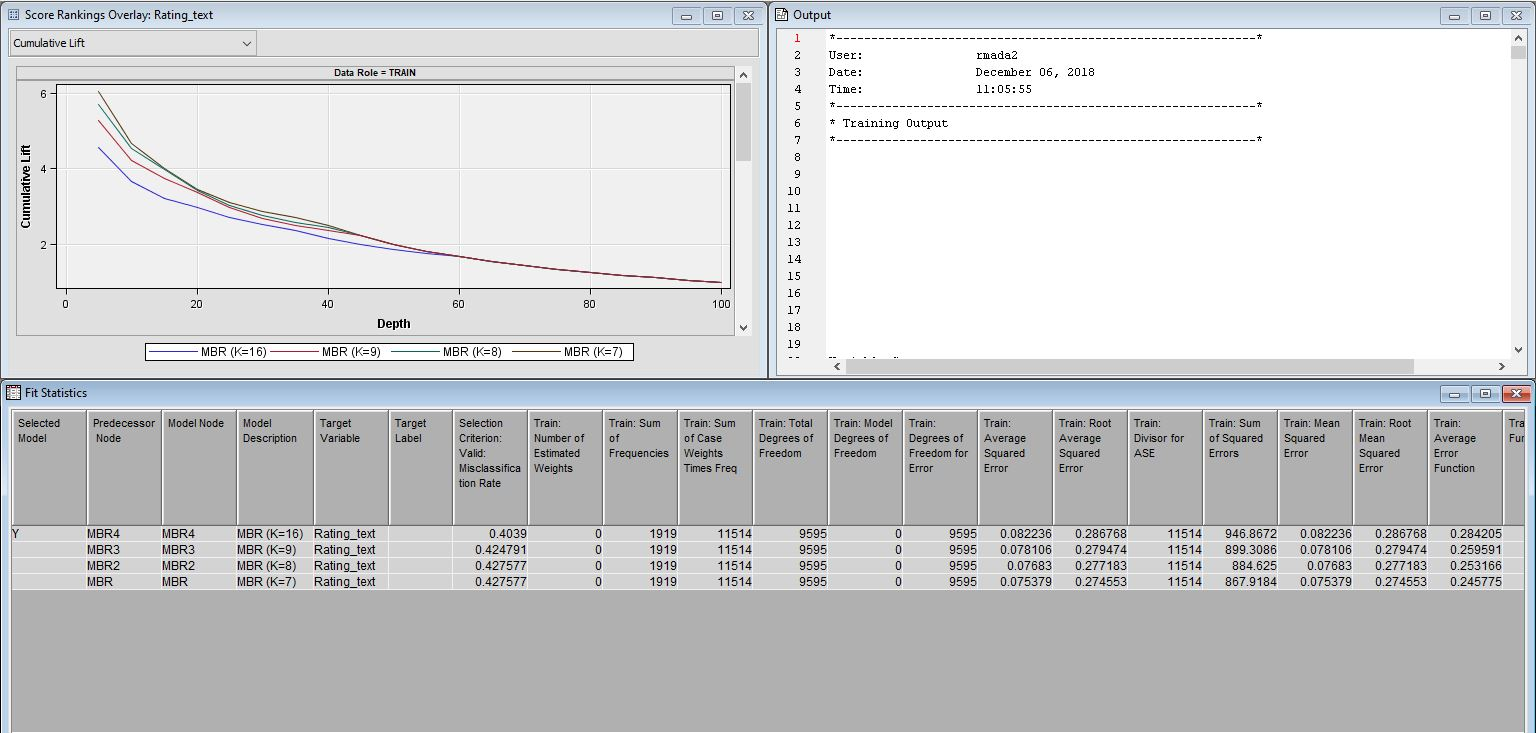 Score Rankings Overlay: Rating_text
Cumulative Lift
Data Role = TRAIN
Cumulative Lift
6
4
2
0 20 40 60 80 100
Depth
MBR (K=16) MBR (K=9) MBR (K=8) MBR (K=7)
Output
1 *------------------------------------------------------------*
2 User: rmada2
3 Date: December 06, 2018
4 Time: 11:05:55
5 *------------------------------------------------------------*
6 * Training Output
7 *------------------------------------------------------------*
8
9
10
11
12
13
14
15
16
17
18
19
Fit Statistics
Selected Model
Predecessor Node
Model Node
Model Description
Target Variable
Target Label
Selection Criterion: Valid: Misclassifica tion Rate
Train: Number of Estimated Weights
Train: Sum of Frequencies
Train: Sum of Case Weights Times Freq
Train: Total Degrees of Freedom
Train: Model Degrees of Freedom
Train: Degrees of Freedom for Error
Train: Average Squared Error
Train: Root Average Squared Error
Train: Divisor for ASE
Train: Sum of Squared Errors
Train: Mean Squared Error
Train: Root Mean Squared Error
Train: Average Error Function
Y MBR4 MBR4 MBR (K=16) Rating_text 0.4039 0 1919 11514 9595 0 9595 0.082236 0.286768 11514 946.8672 0.082236 0.286768 0.284205
MBR3 MBR3 MBR (K=9) Rating_text 0.424791 0 1919 11514 9595 0 9595 0.078106 0.279474 11514 899.3086 0.078106 0.279474 0.259591
MBR2 MBR2 MBR (K=8) Rating_text 0.427577 0 1919 11514 9595 0 9595 0.07683 0.277183 11514 884.625 0.07683 0.277183 0.253166
MBR MBR MBR (K=7) Rating_text 0.427577 0 1919 11514 9595 0 9595 0.075379 0.274553 11514 867.9184 0.075379 0.274553 0.245775